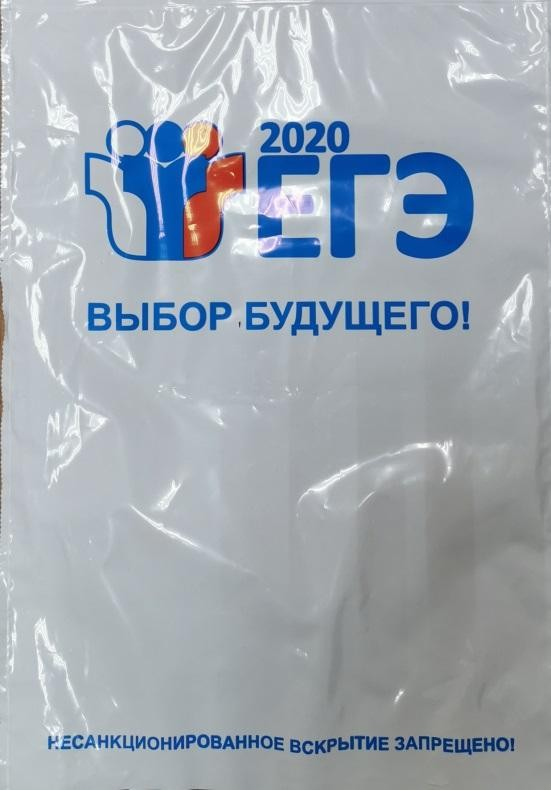 2020
ЕГЭ
ВЫБОР БУДУЩЕГО!
НЕСАНКЦИОНИРОВАННОЕ ВСКРЫТИЕ ЗАПРЕЩЕНО!